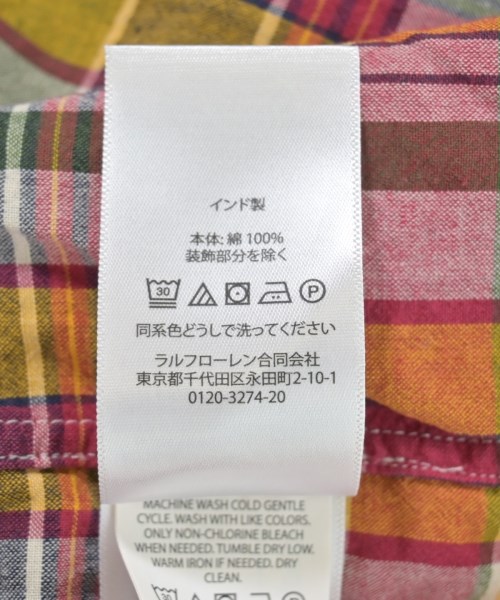 インド製
本体: 綿 100%
装飾部分を除く
30 P
同系色どうしで洗ってください
ラルフローレン合同会社
東京都千代田区永田町2-10-1
0120-3274-20
MACHINE WASH COLD GENTLE
CYCLE. WASH WITH LIKE COLORS.
ONLY NON-CHLORINE BLEACH
WHEN NEEDED. TUMBLE DRY LOW.
WARM IRON IF NEEDED. DRY
CLEAN.
30